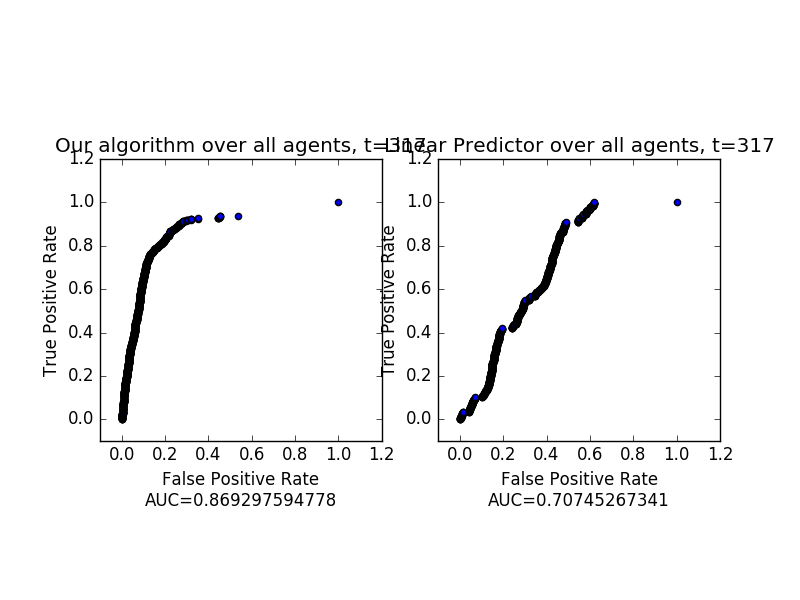 Our algorithm over all agents, t=317
Linear Predictor over all agents, t=317
1.2
1.0
0.8
0.6
0.4
0.2
0.0
True Positive Rate
0.0 0.2 0.4 0.6 0.8 1.0 1.2
False Positive Rate
AUC=0.869297594778
1.2
1.0
0.8
0.6
0.4
0.2
0.0
True Positive Rate
0.0 0.2 0.4 0.6 0.8 1.0 1.2
False Positive Rate
AUC=0.70745267341